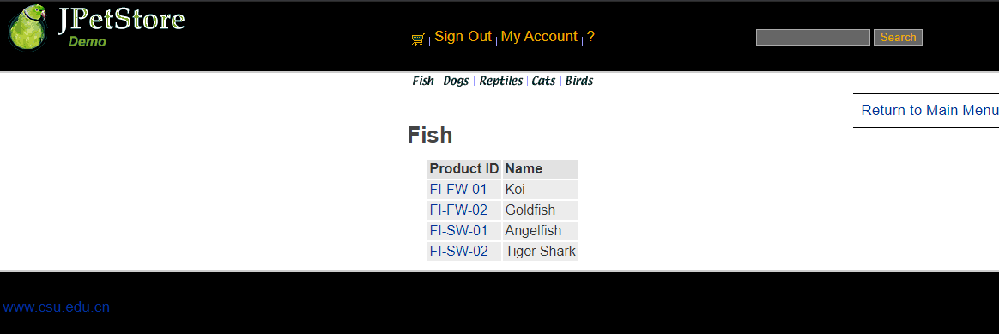 JPetStore
Demo
| Sign Out | My Account | ?
Search
Fish | Dogs | Reptiles | Cats | Birds
Return to Main Menu
Fish
Product ID Name
FI-FW-01 Koi
FI-FW-02 Goldfish
FI-SW-01 Angelfish
FI-SW-02 Tiger Shark
www.csu.edu.cn